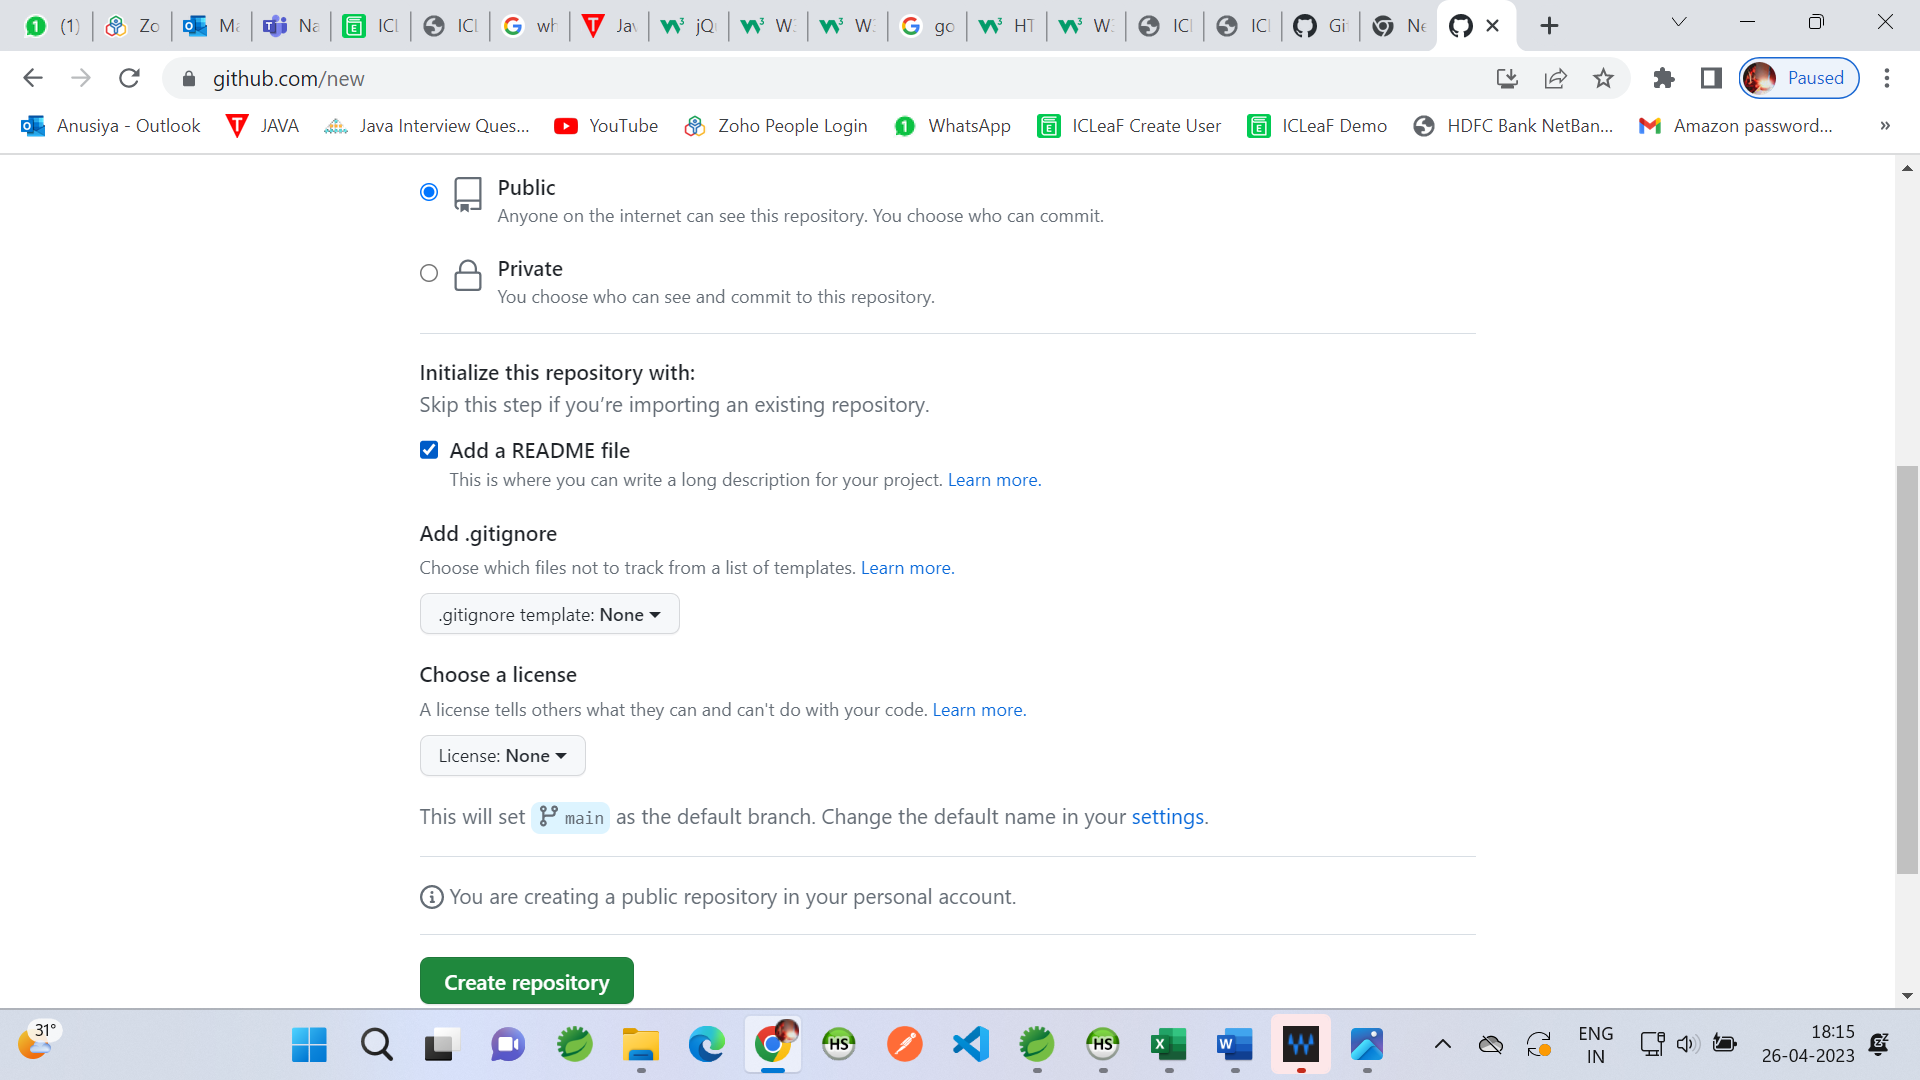 (1)
Zo
Ma
Na
ICL
ICL
wh
Jav
jQ
W3
W3
go
HT
W3
ICL
ICL
Git
Ne
github.com/new
Paused
Anusiya - Outlook
JAVA
Java Interview Ques...
YouTube
Zoho People Login
WhatsApp
ICLeaF Create User
ICLeaF Demo
HDFC Bank NetBan...
Amazon password...
»
Public
Anyone on the internet can see this repository. You choose who can commit.
Private
You choose who can see and commit to this repository.
Initialize this repository with:
Skip this step if you’re importing an existing repository.
Add a README file
This is where you can write a long description for your project. Learn more.
Add .gitignore
Choose which files not to track from a list of templates. Learn more.
.gitignore template: None
Choose a license
A license tells others what they can and can't do with your code. Learn more.
License: None
This will set main as the default branch. Change the default name in your settings.
You are creating a public repository in your personal account.
Create repository
31°
ENG
IN
18:15
26-04-2023